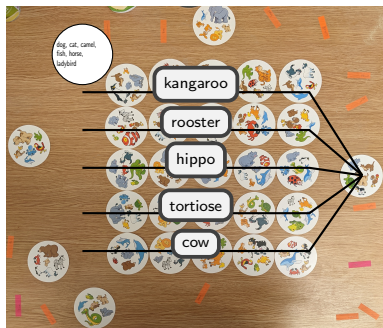 dog, cat, camel,
fish, horse,
ladybird
kangaroo
rooster
hippo
tortiose
cow